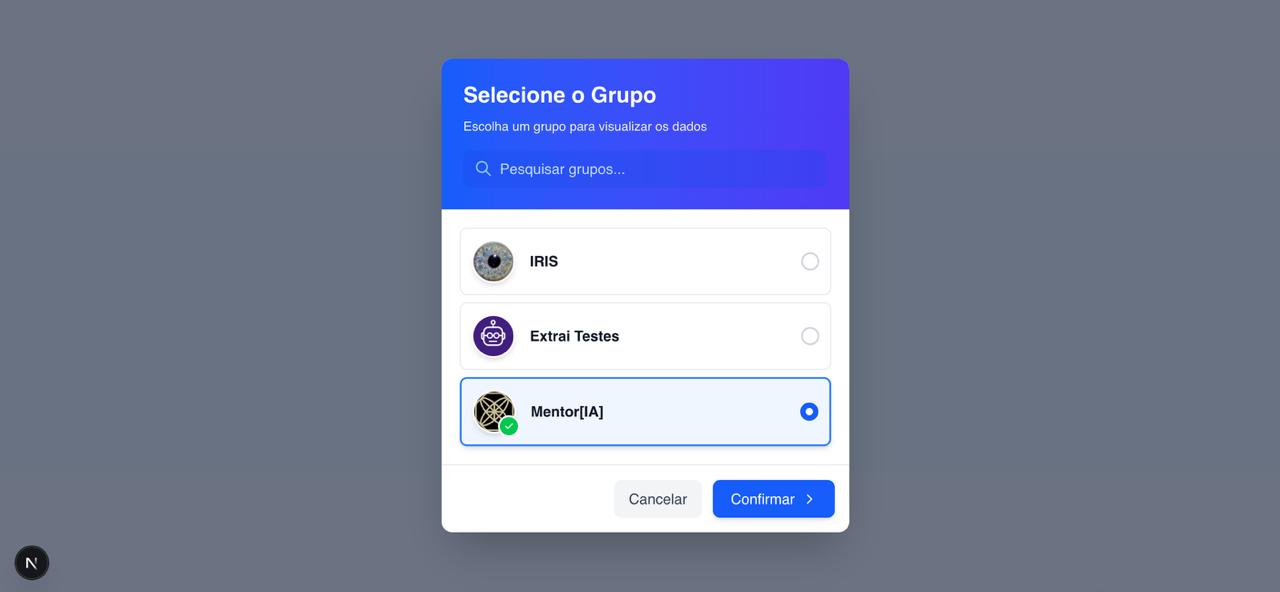 Selecione o Grupo
Escolha um grupo para visualizar os dados
Pesquisar grupos...
IRIS
Extrai Testes
Mentor[IA]
Cancelar
Confirmar
N